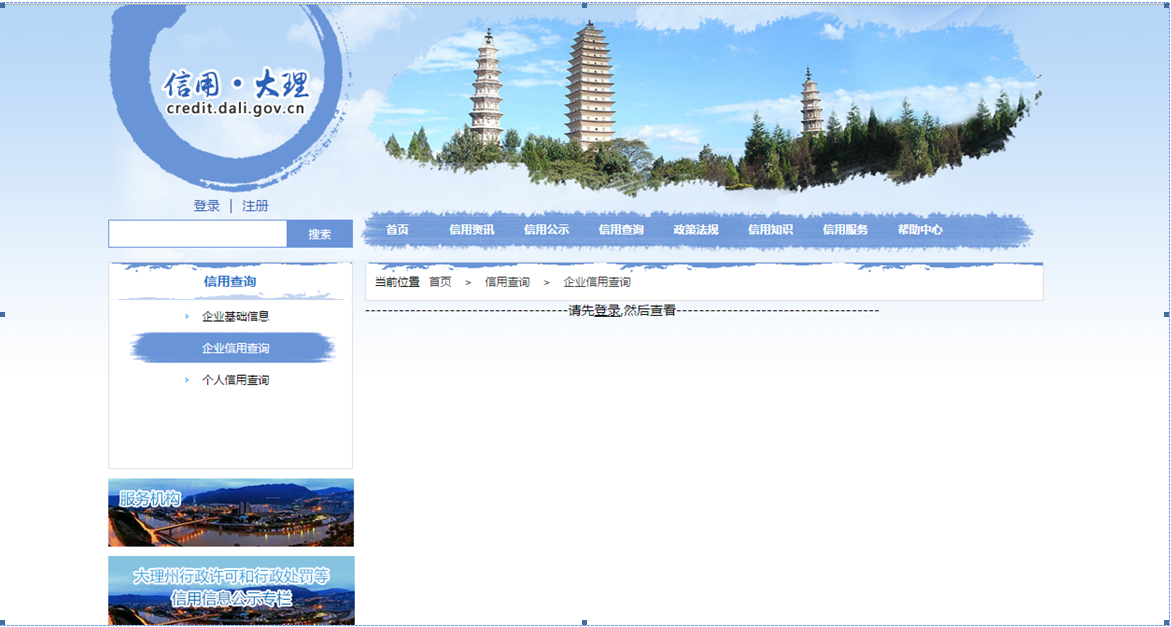 信用·大理
credit.dali.gov.cn
登录 | 注册
搜索
首页 信用资讯 信用公示 信用查询 政策法规 信用知识 信用服务 帮助中心
信用查询
企业基础信息
企业信用查询
个人信用查询
当前位置 首页 > 信用查询 > 企业信用查询
------------------------------------请先登录,然后查看------------------------------------
服务机构
大理州行政许可和行政处罚等
信用信息公示专栏